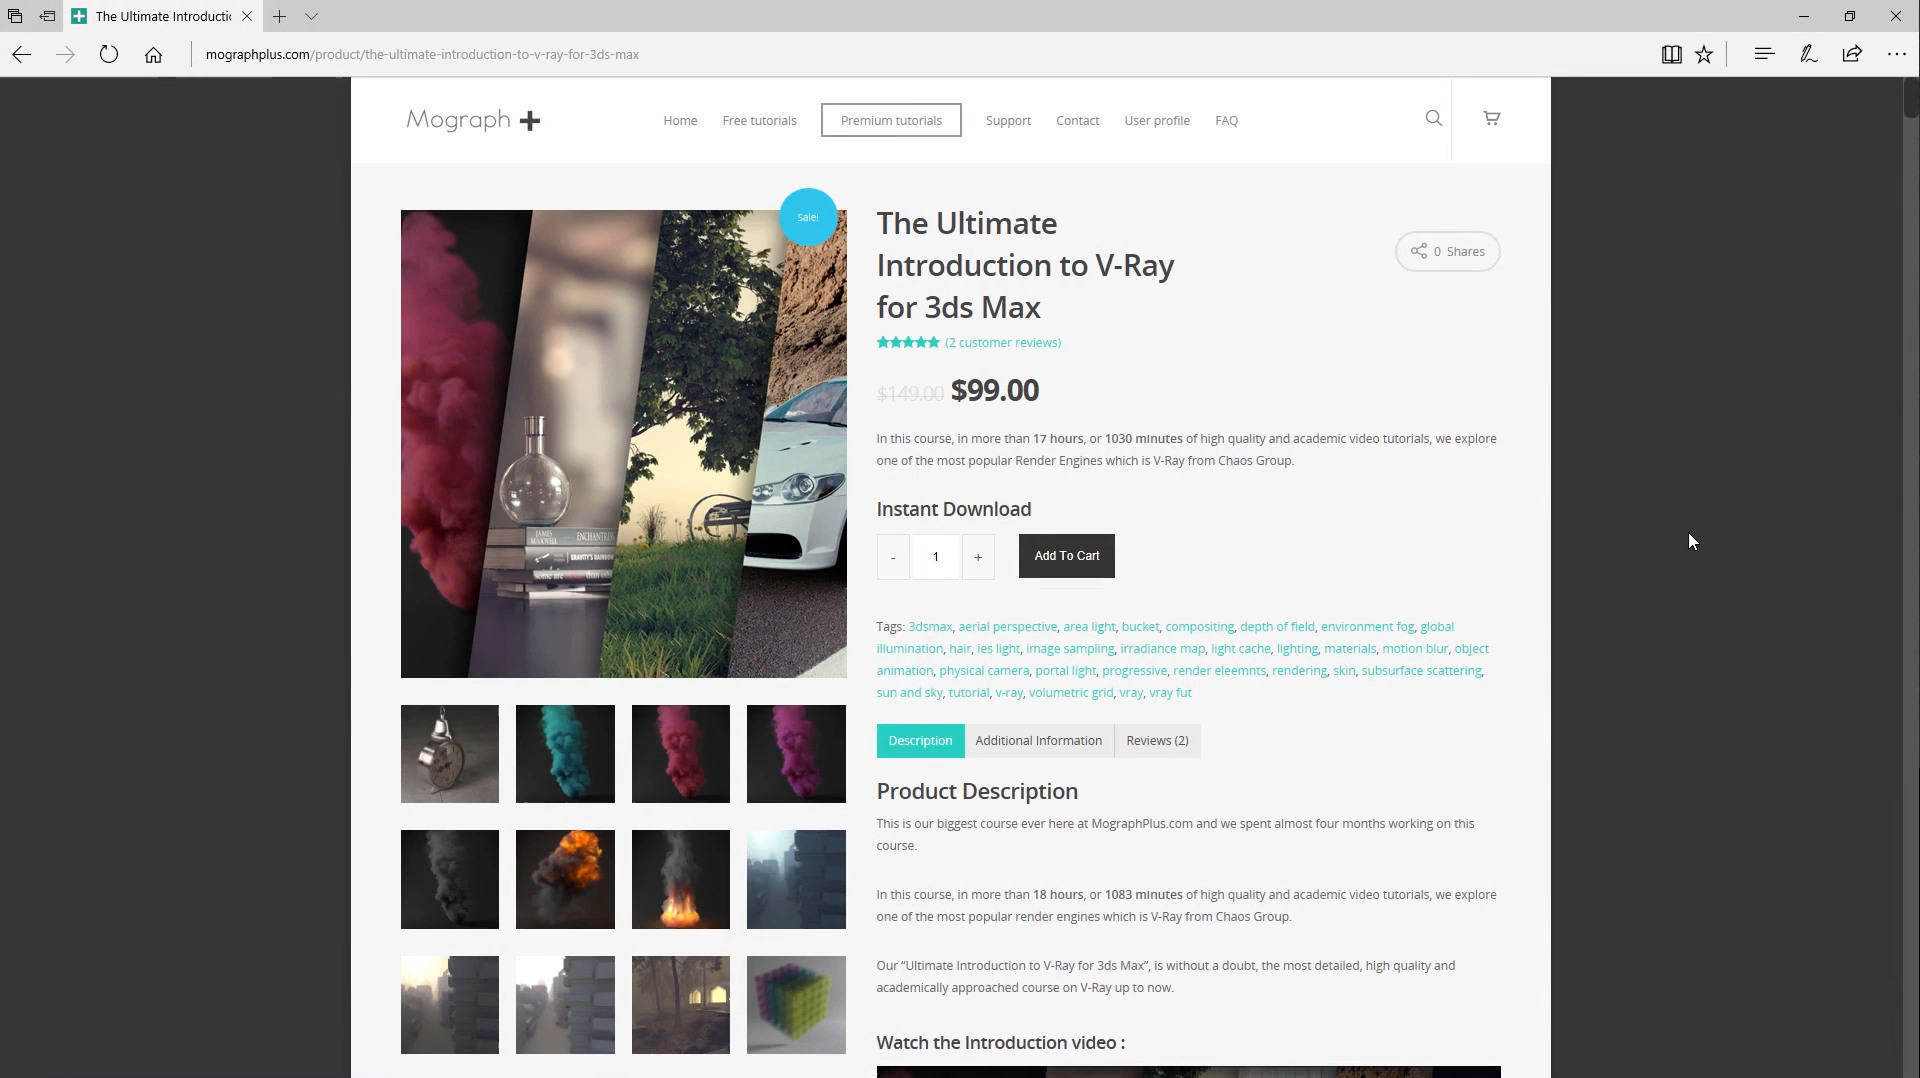 The Ultimate Introductic
mographplus.com/product/the-ultimate-introduction-to-v-ray-for-3ds-max
Mograph
Home Free tutorials Premium tutorials Support Contact User profile FAQ
Sale!
The Ultimate
Introduction to V-Ray
for 3ds Max
0 Shares
(2 customer reviews)
$149.00 $99.00
In this course, in more than 17 hours, or 1030 minutes of high quality and academic video tutorials, we explore
one of the most popular Render Engines which is V-Ray from Chaos Group.
Instant Download
- 1 + Add To Cart
JAMES MAXWELL ENCHANTRESS
GRAVITY'S RAINBOW
Tags: 3dsmax, aerial perspective, area light, bucket, compositing, depth of field, environment fog, global
illumination, hair, ies light, image sampling, irradiance map, light cache, lighting, materials, motion blur, object
animation, physical camera, portal light, progressive, render eleemnts, rendering, skin, subsurface scattering,
sun and sky, tutorial, v-ray, volumetric grid, vray, vray fut
Description Additional Information Reviews (2)
Product Description
This is our biggest course ever here at MographPlus.com and we spent almost four months working on this
course.
In this course, in more than 18 hours, or 1083 minutes of high quality and academic video tutorials, we explore
one of the most popular render engines which is V-Ray from Chaos Group.
Our “Ultimate Introduction to V-Ray for 3ds Max”, is without a doubt, the most detailed, high quality and
academically approached course on V-Ray up to now.
Watch the Introduction video :